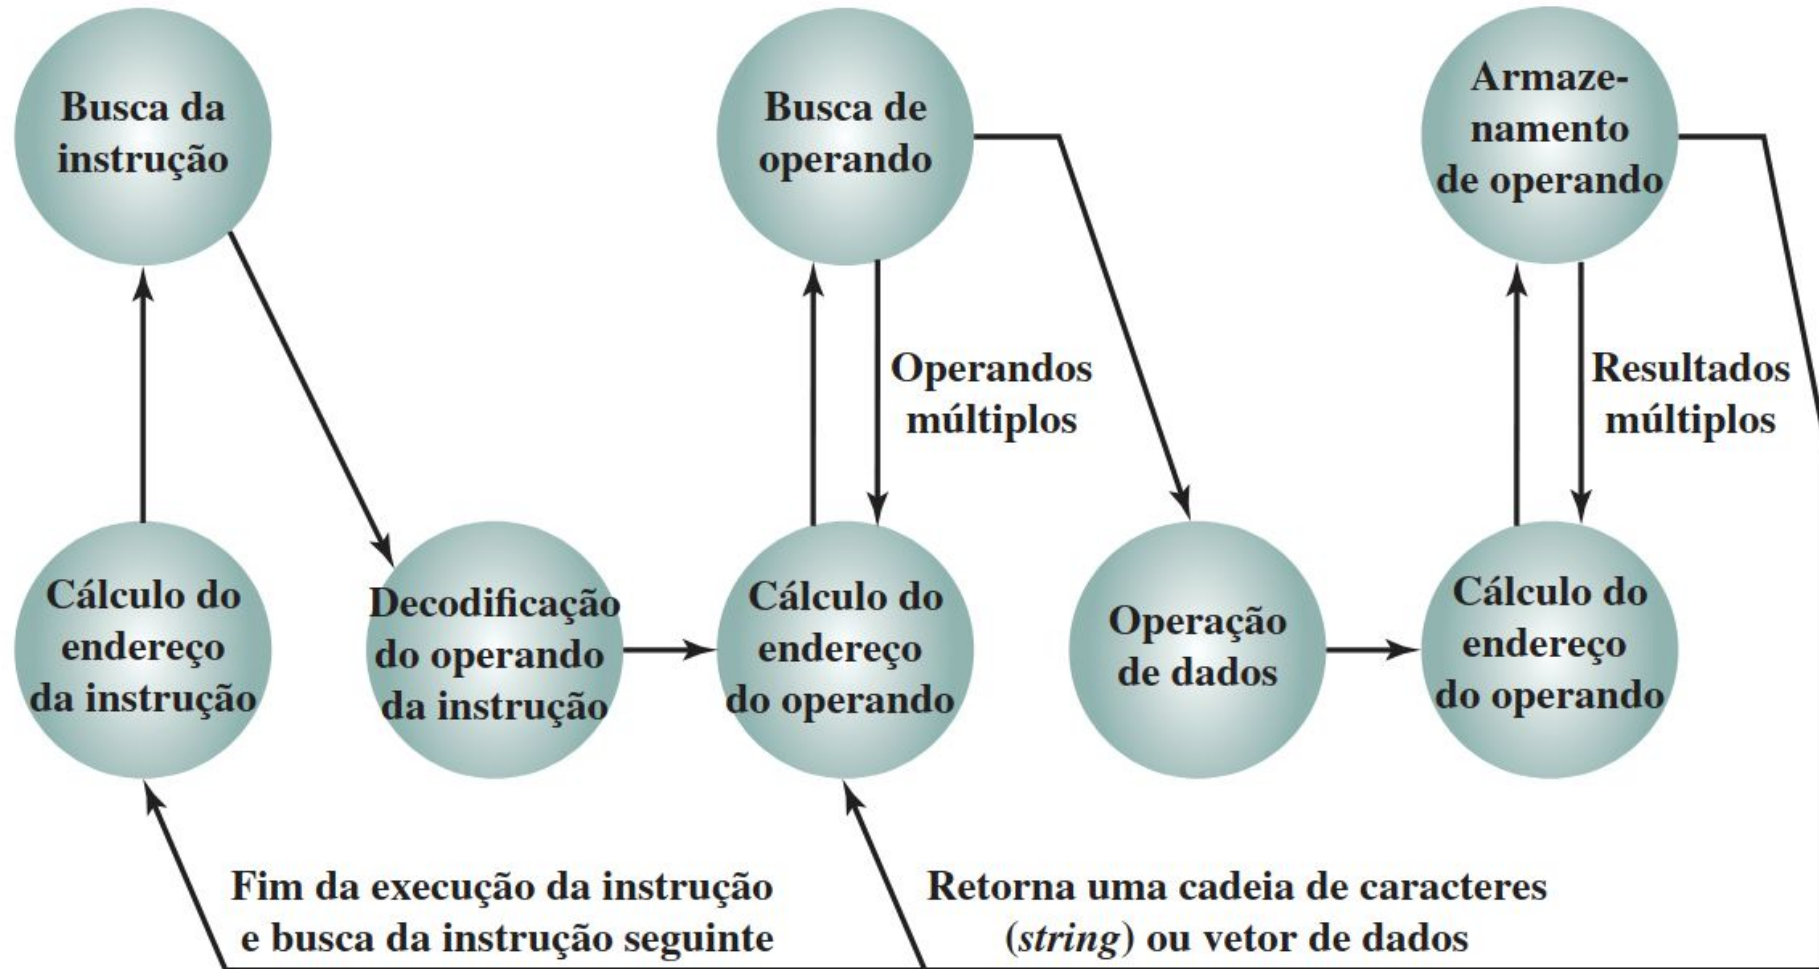 Busca da
instrução
Busca de
operando
Armaze-
namento
de operando
Operandos
múltiplos
Resultados
múltiplos
Cálculo do
endereço
da instrução
Decodificação
do operando
da instrução
Cálculo do
endereço
do operando
Operação
de dados
Cálculo do
endereço
do operando
Fim da execução da instrução
e busca da instrução seguinte
Retorna uma cadeia de caracteres
(string) ou vetor de dados